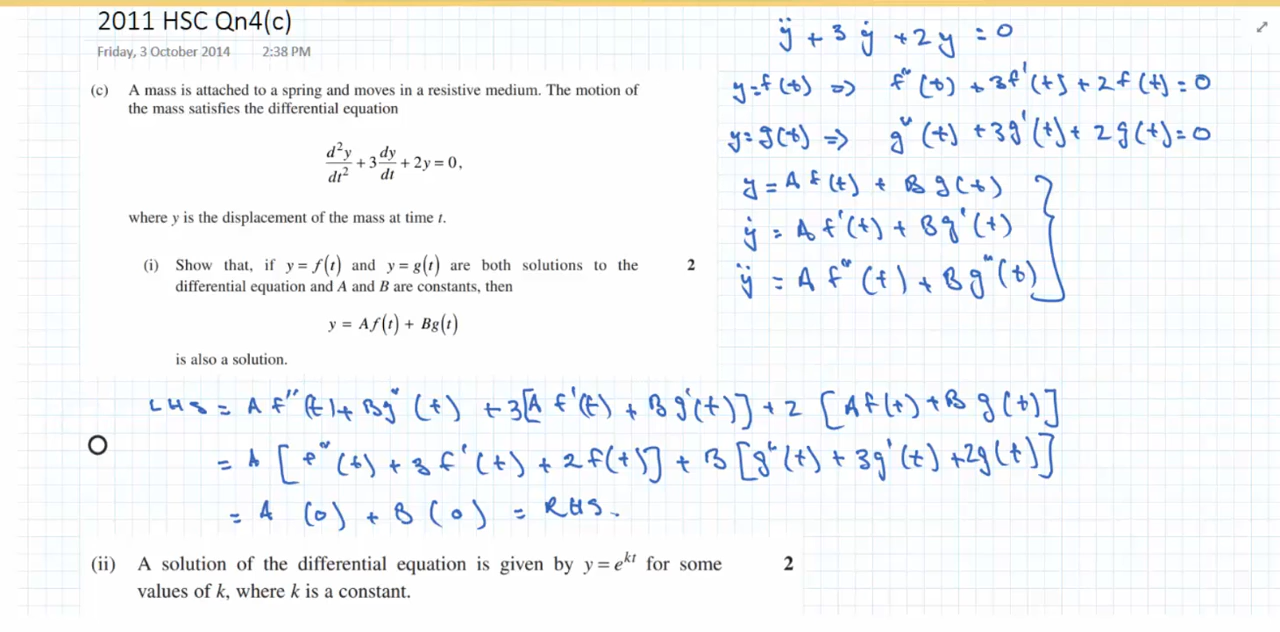 2011 HSC Qn4(c)
Friday, 3 October 2014 2:38 PM
(c) A mass is attached to a spring and moves in a resistive medium. The motion of
the mass satisfies the differential equation
d²y/dt² + 3 dy/dt + 2y = 0,
where y is the displacement of the mass at time t.
(i) Show that, if y = f(t) and y = g(t) are both solutions to the 2
differential equation and A and B are constants, then
y = Af(t) + Bg(t)
is also a solution.
ÿ + 3ẏ + 2y = 0
y = f(t) ⇒ f''(t) + 3f'(t) + 2f(t) = 0
y = g(t) ⇒ g''(t) + 3g'(t) + 2g(t) = 0
y = A f(t) + B g(t)
ẏ = A f'(t) + B g'(t)
ÿ = A f''(t) + B g''(t)
LHS = A f''(t) + Bg''(t) + 3[A f'(t) + B g'(t)] + 2 [Af(t) + B g(t)]
= A [f''(t) + 3f'(t) + 2f(t)] + B [g''(t) + 3g'(t) + 2g(t)]
= A (0) + B (0) = RHS.
(ii) A solution of the differential equation is given by y = eᵏᵗ for some 2
values of k, where k is a constant.